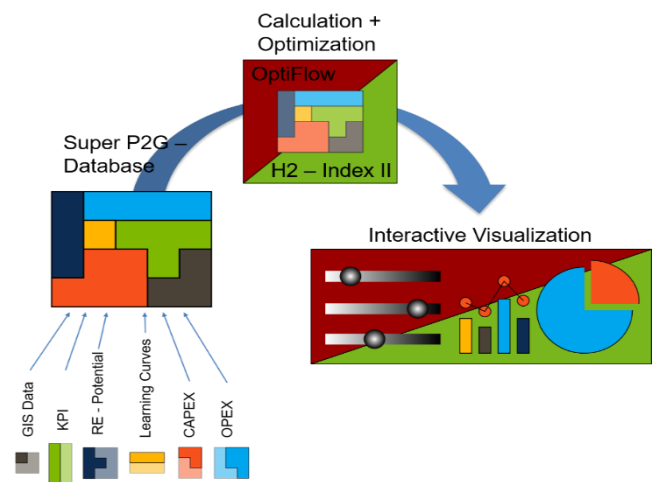 Calculation +
Optimization
OptiFlow
H2 – Index II
Super P2G –
Database
Interactive Visualization
GIS Data
KPI
RE - Potential
Learning Curves
CAPEX
OPEX